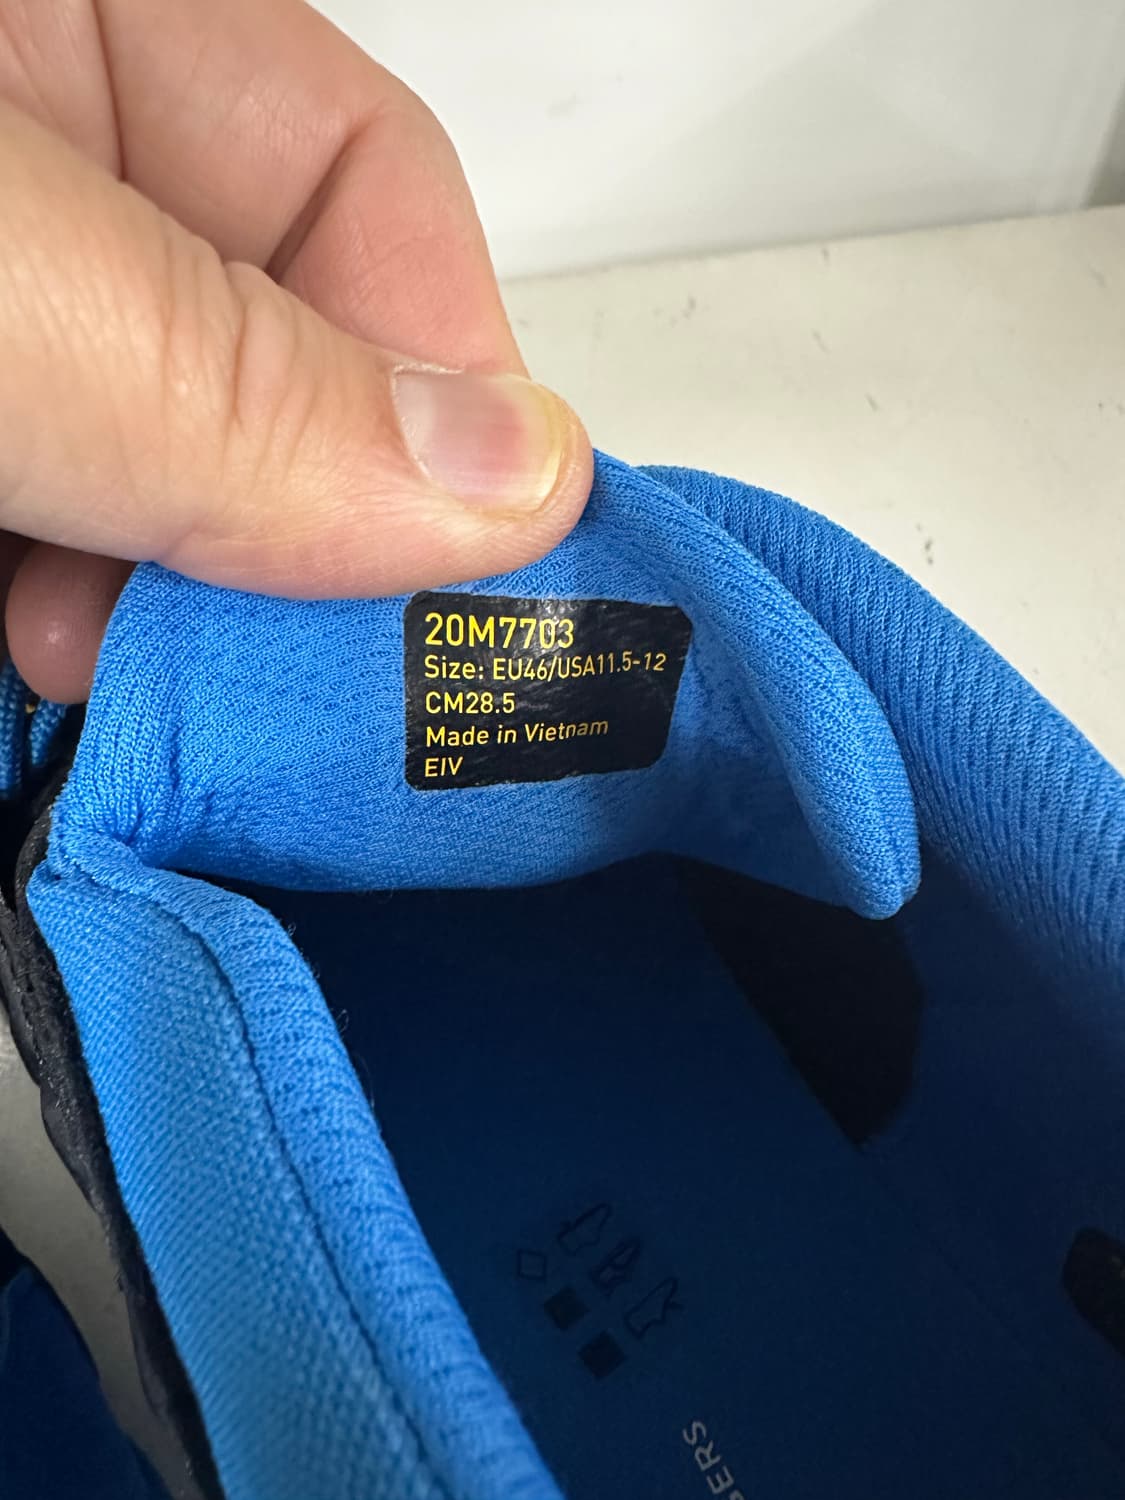 20M7703
Size: EU46/USA11.5-12
CM28.5
Made in Vietnam
EIV